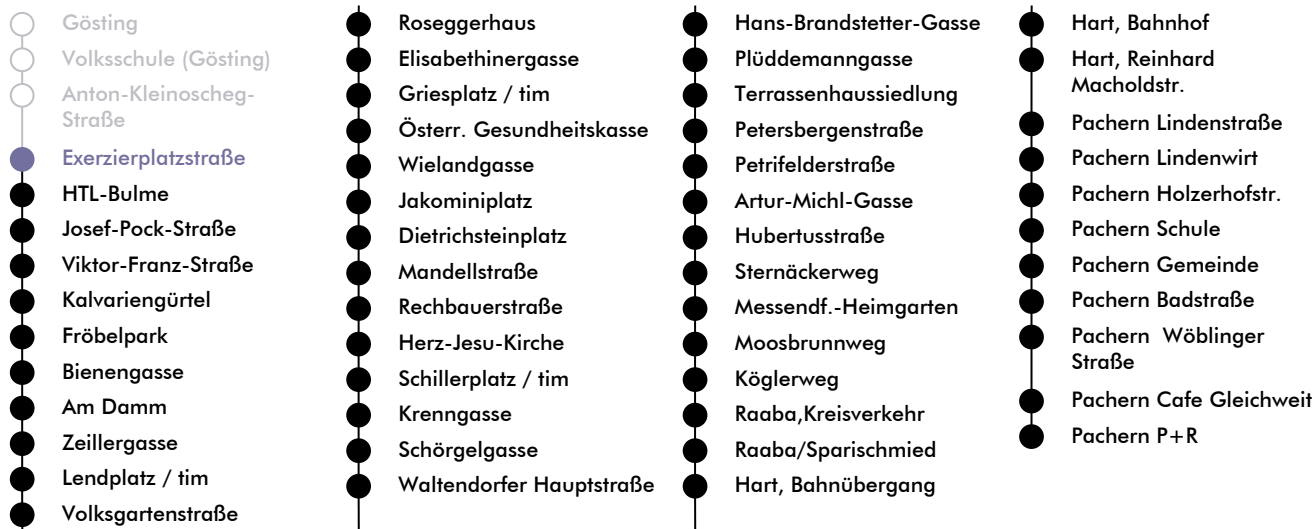 Gösting
Volksschule (Gösting)
Anton-Kleinoscheg-
Straße
Exerzierplatzstraße
HTL-Bulme
Josef-Pock-Straße
Viktor-Franz-Straße
Kalvariengürtel
Fröbelpark
Bienengasse
Am Damm
Zeillergasse
Lendplatz / tim
Volksgartenstraße
Roseggerhaus
Elisabethinergasse
Griesplatz / tim
Österr. Gesundheitskasse
Wielandgasse
Jakominiplatz
Dietrichsteinplatz
Mandellstraße
Rechbauerstraße
Herz-Jesu-Kirche
Schillerplatz / tim
Krenngasse
Schörgelgasse
Waltendorfer Hauptstraße
Hans-Brandstetter-Gasse
Plüddemanngasse
Terrassenhaussiedlung
Petersbergenstraße
Petrifelderstraße
Artur-Michl-Gasse
Hubertusstraße
Sternäckerweg
Messendf.-Heimgarten
Moosbrunnweg
Köglerweg
Raaba,Kreisverkehr
Raaba/Sparischmied
Hart, Bahnübergang
Hart, Bahnhof
Hart, Reinhard
Macholdstr.
Pachern Lindenstraße
Pachern Lindenwirt
Pachern Holzerhofstr.
Pachern Schule
Pachern Gemeinde
Pachern Badstraße
Pachern  Wöblinger
Straße
Pachern Cafe Gleichweit
Pachern P+R